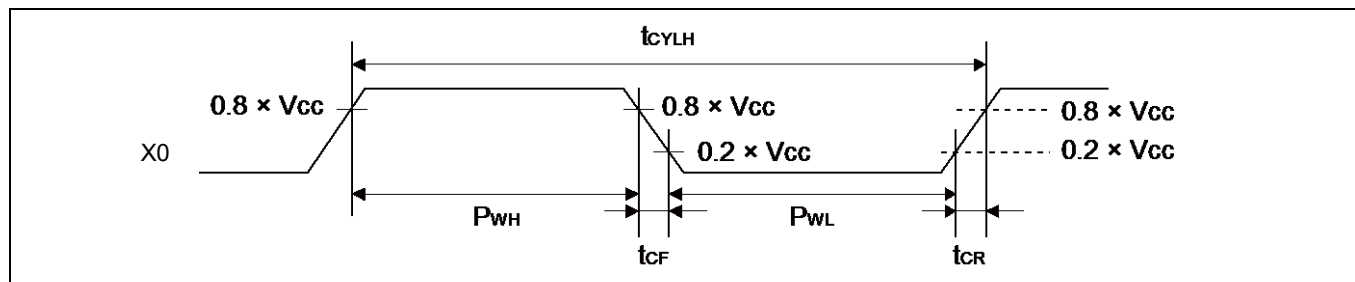 tCYLH
0.8 × Vcc
0.8 × Vcc
0.8 × Vcc
X0
0.2 × Vcc
0.2 × Vcc
PWH
PWL
tCF
tCR